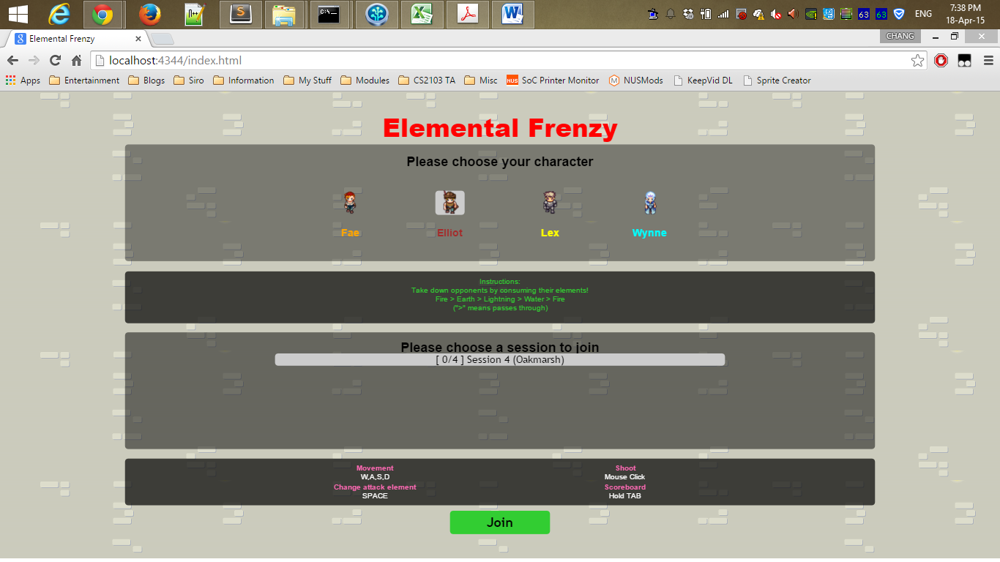 7:38 PM
ENG
18-Apr-15
Elemental Frenzy
CHANG
localhost:4344/index.html
Apps Entertainment Blogs Siro Information My Stuff Modules CS2103 TA Misc SoC Printer Monitor NUSMods KeepVid DL Sprite Creator
Elemental Frenzy
Please choose your character
Fae Elliot Lex Wynne
Instructions:
Take down opponents by consuming their elements!
Fire > Earth > Lightning > Water > Fire
(">" means passes through)
Please choose a session to join
[ 0/4 ] Session 4 (Oakmarsh)
Movement Shoot
W,A,S,D Mouse Click
Change attack element Scoreboard
SPACE Hold TAB
Join